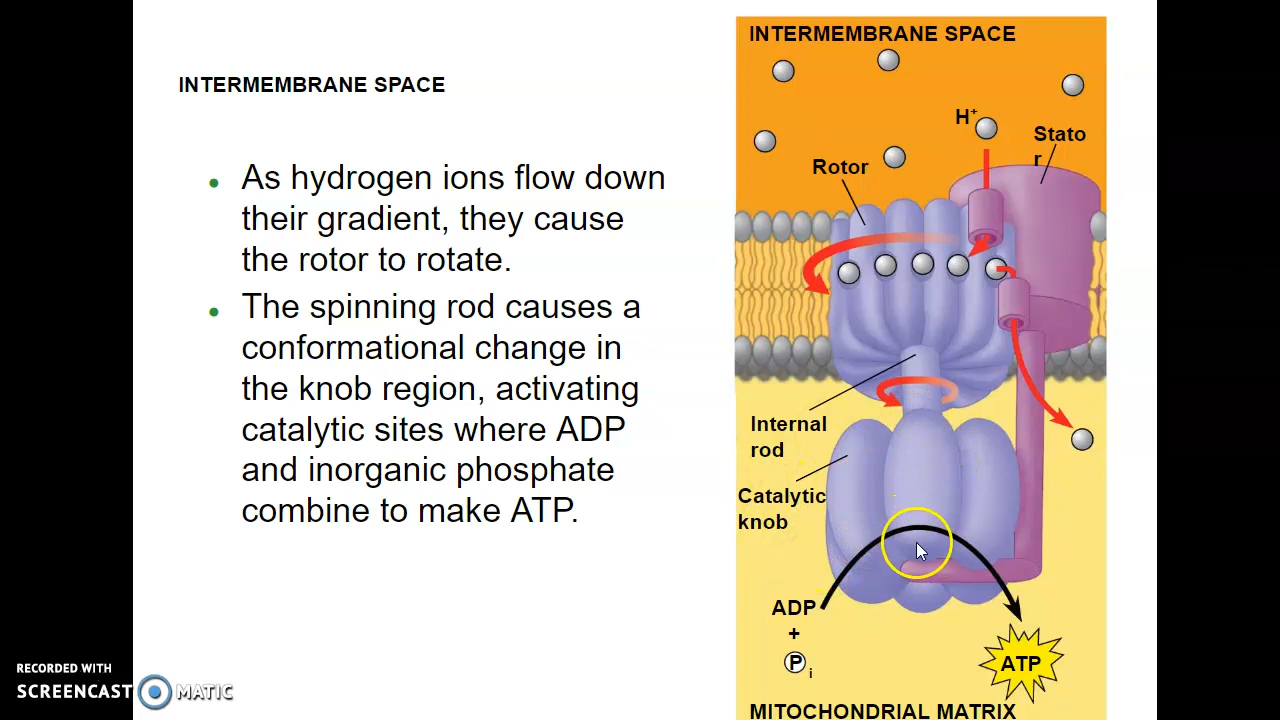 INTERMEMBRANE SPACE
As hydrogen ions flow down
their gradient, they cause
the rotor to rotate.
The spinning rod causes a
conformational change in
the knob region, activating
catalytic sites where ADP
and inorganic phosphate
combine to make ATP.
INTERMEMBRANE SPACE
H⁺
Stato
r
Rotor
Internal
rod
Catalytic
knob
ADP
+
P i
ATP
MITOCHONDRIAL MATRIX
RECORDED WITH
SCREENCAST MATIC